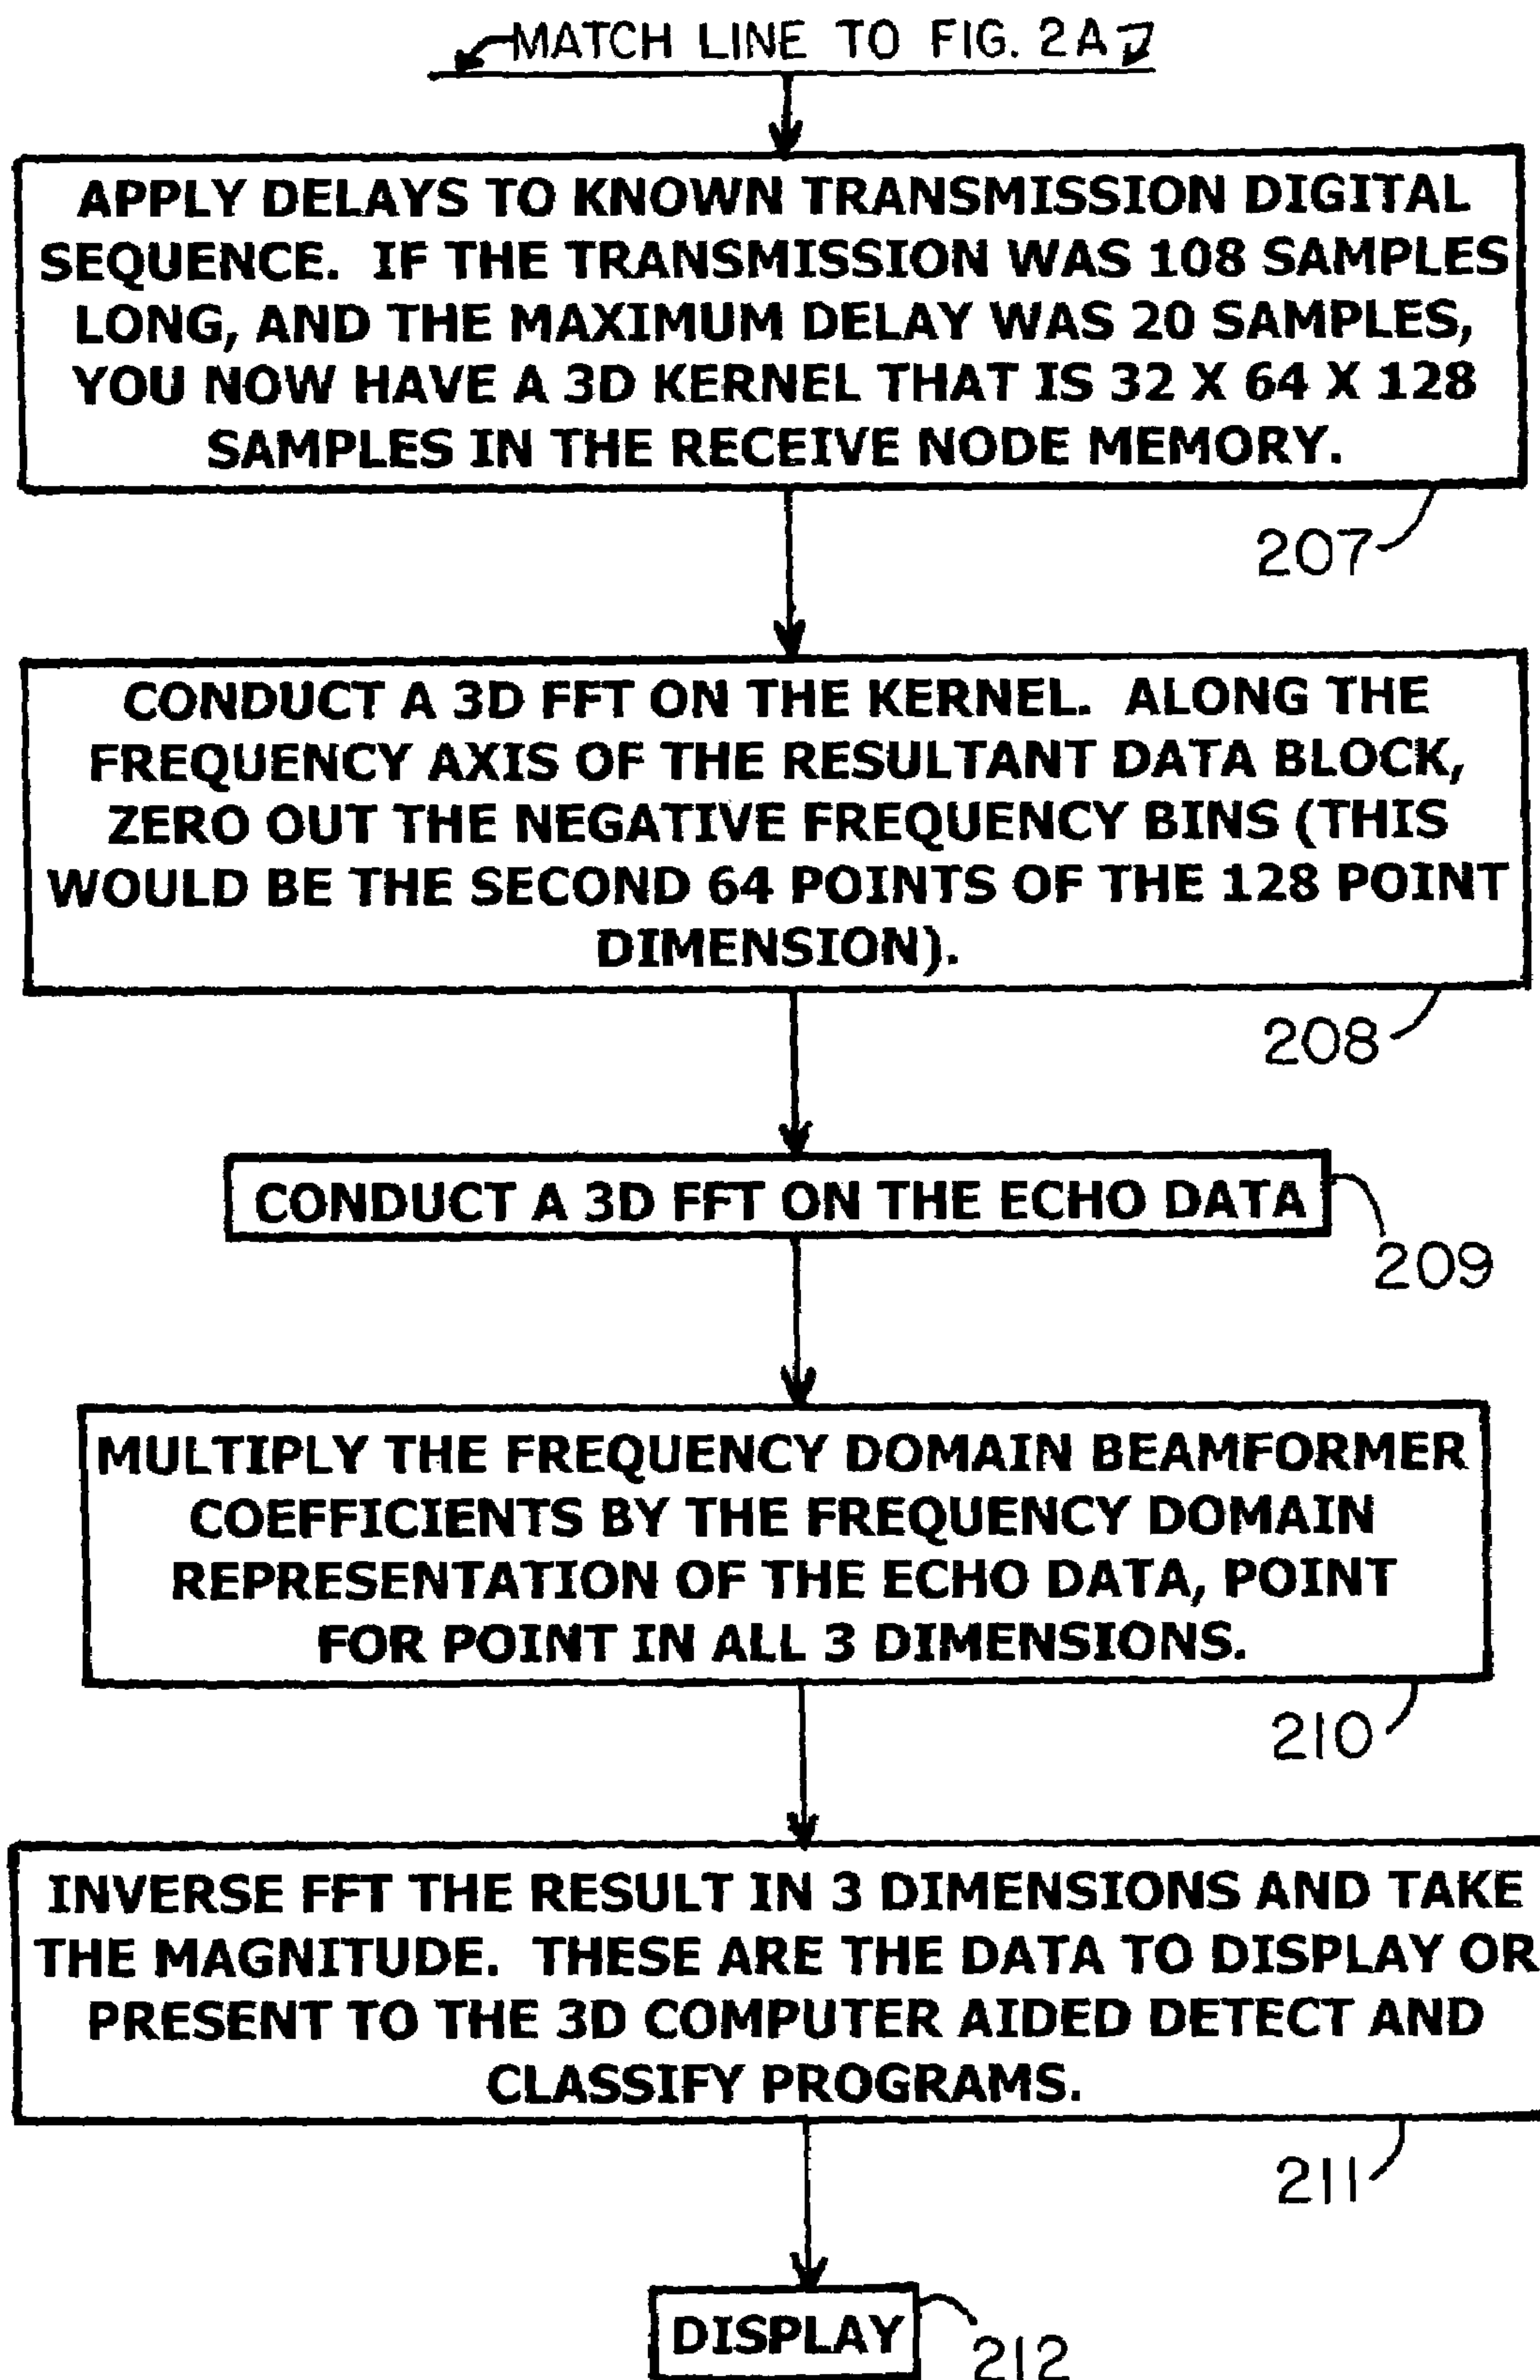 MATCH LINE TO FIG. 2A
APPLY DELAYS TO KNOWN TRANSMISSION DIGITAL
SEQUENCE. IF THE TRANSMISSION WAS 108 SAMPLES
LONG, AND THE MAXIMUM DELAY WAS 20 SAMPLES,
YOU NOW HAVE A 3D KERNEL THAT IS 32 X 64 X 128
SAMPLES IN THE RECEIVE NODE MEMORY.
207
CONDUCT A 3D FFT ON THE KERNEL. ALONG THE
FREQUENCY AXIS OF THE RESULTANT DATA BLOCK,
ZERO OUT THE NEGATIVE FREQUENCY BINS (THIS
WOULD BE THE SECOND 64 POINTS OF THE 128 POINT
DIMENSION).
208
CONDUCT A 3D FFT ON THE ECHO DATA
209
MULTIPLY THE FREQUENCY DOMAIN BEAMFORMER
COEFFICIENTS BY THE FREQUENCY DOMAIN
REPRESENTATION OF THE ECHO DATA, POINT
FOR POINT IN ALL 3 DIMENSIONS.
210
INVERSE FFT THE RESULT IN 3 DIMENSIONS AND TAKE
THE MAGNITUDE. THESE ARE THE DATA TO DISPLAY OR
PRESENT TO THE 3D COMPUTER AIDED DETECT AND
CLASSIFY PROGRAMS.
211
DISPLAY
212